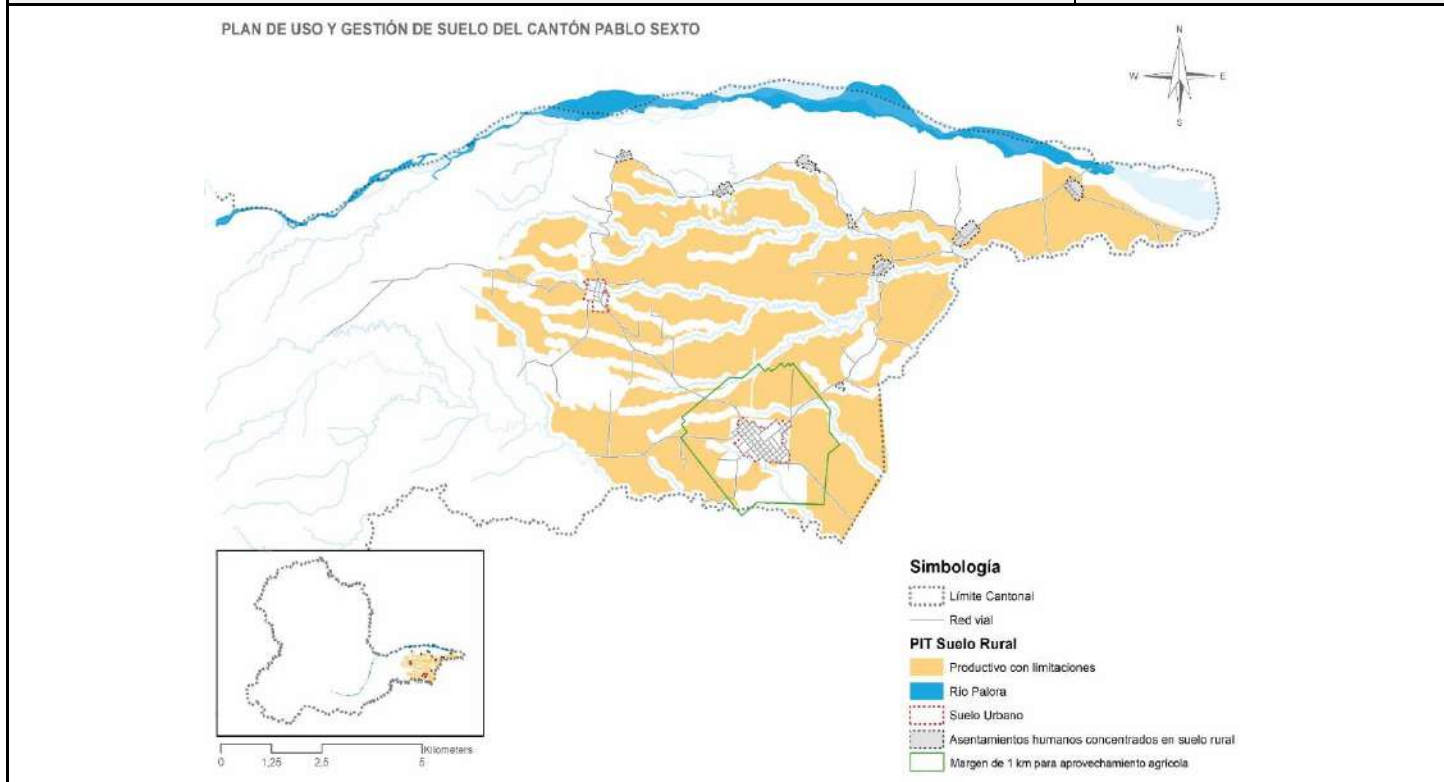 PLAN DE USO Y GESTIÓN DE SUELO DEL CANTÓN PABLO SEXTO
N
W E
S
Simbología
Límite Cantonal
Red vial
PIT Suelo Rural
Productivo con limitaciones
Río Palora
Suelo Urbano
Asentamientos humanos concentrados en suelo rural
Margen de 1 km para aprovechamiento agrícola
Kilometers
0 1,25 2,5 5